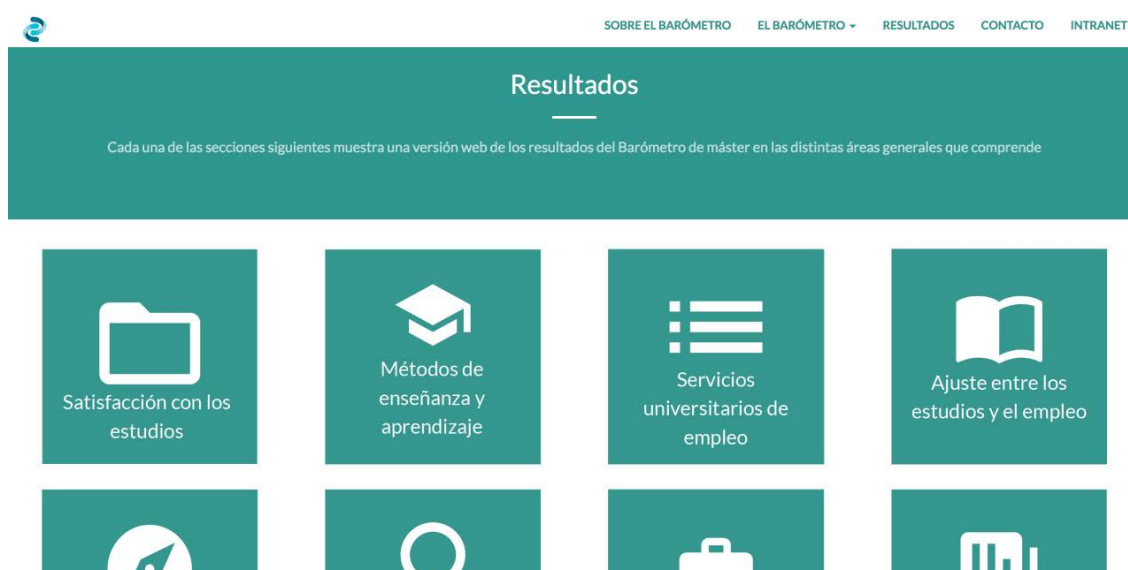 SOBRE EL BARÓMETRO EL BARÓMETRO RESULTADOS CONTACTO INTRANET
Resultados
Cada una de las secciones siguientes muestra una versión web de los resultados del Barómetro de máster en las distintas áreas generales que comprende
Satisfacción con los
estudios
Métodos de
enseñanza y
aprendizaje
Servicios
universitarios de
empleo
Ajuste entre los
estudios y el empleo